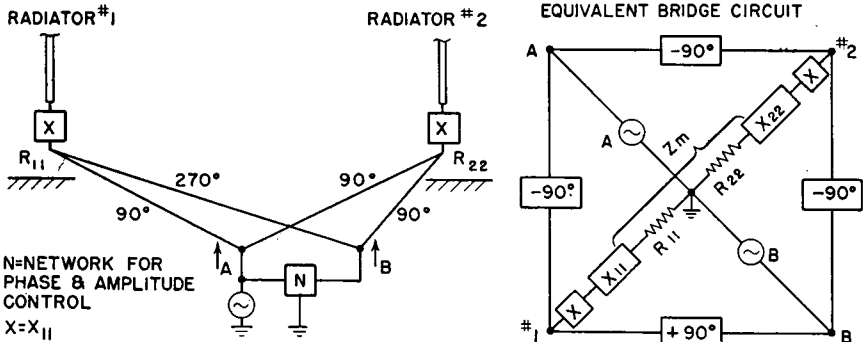 RADIATOR #1
RADIATOR #2
X
X
R11
R22
270°
90°
90°
90°
A
B
N
N=NETWORK FOR
PHASE & AMPLITUDE
CONTROL
X=X11
EQUIVALENT BRIDGE CIRCUIT
A
-90°
#2
X
X22
A
Zm
R22
-90°
-90°
R11
B
X11
X
#1
+90°
B